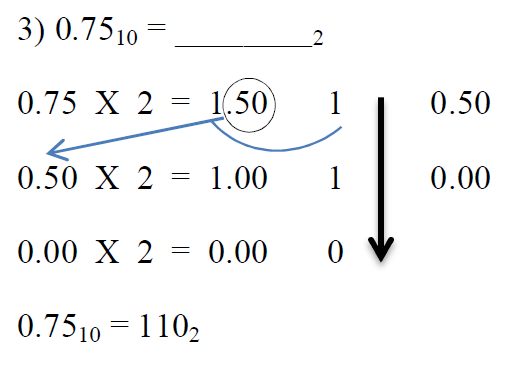 3) 0.75₁₀ = __________₂
0.75 X 2 = 1.50 1 0.50
0.50 X 2 = 1.00 1 0.00
0.00 X 2 = 0.00 0
0.75₁₀ = 110₂